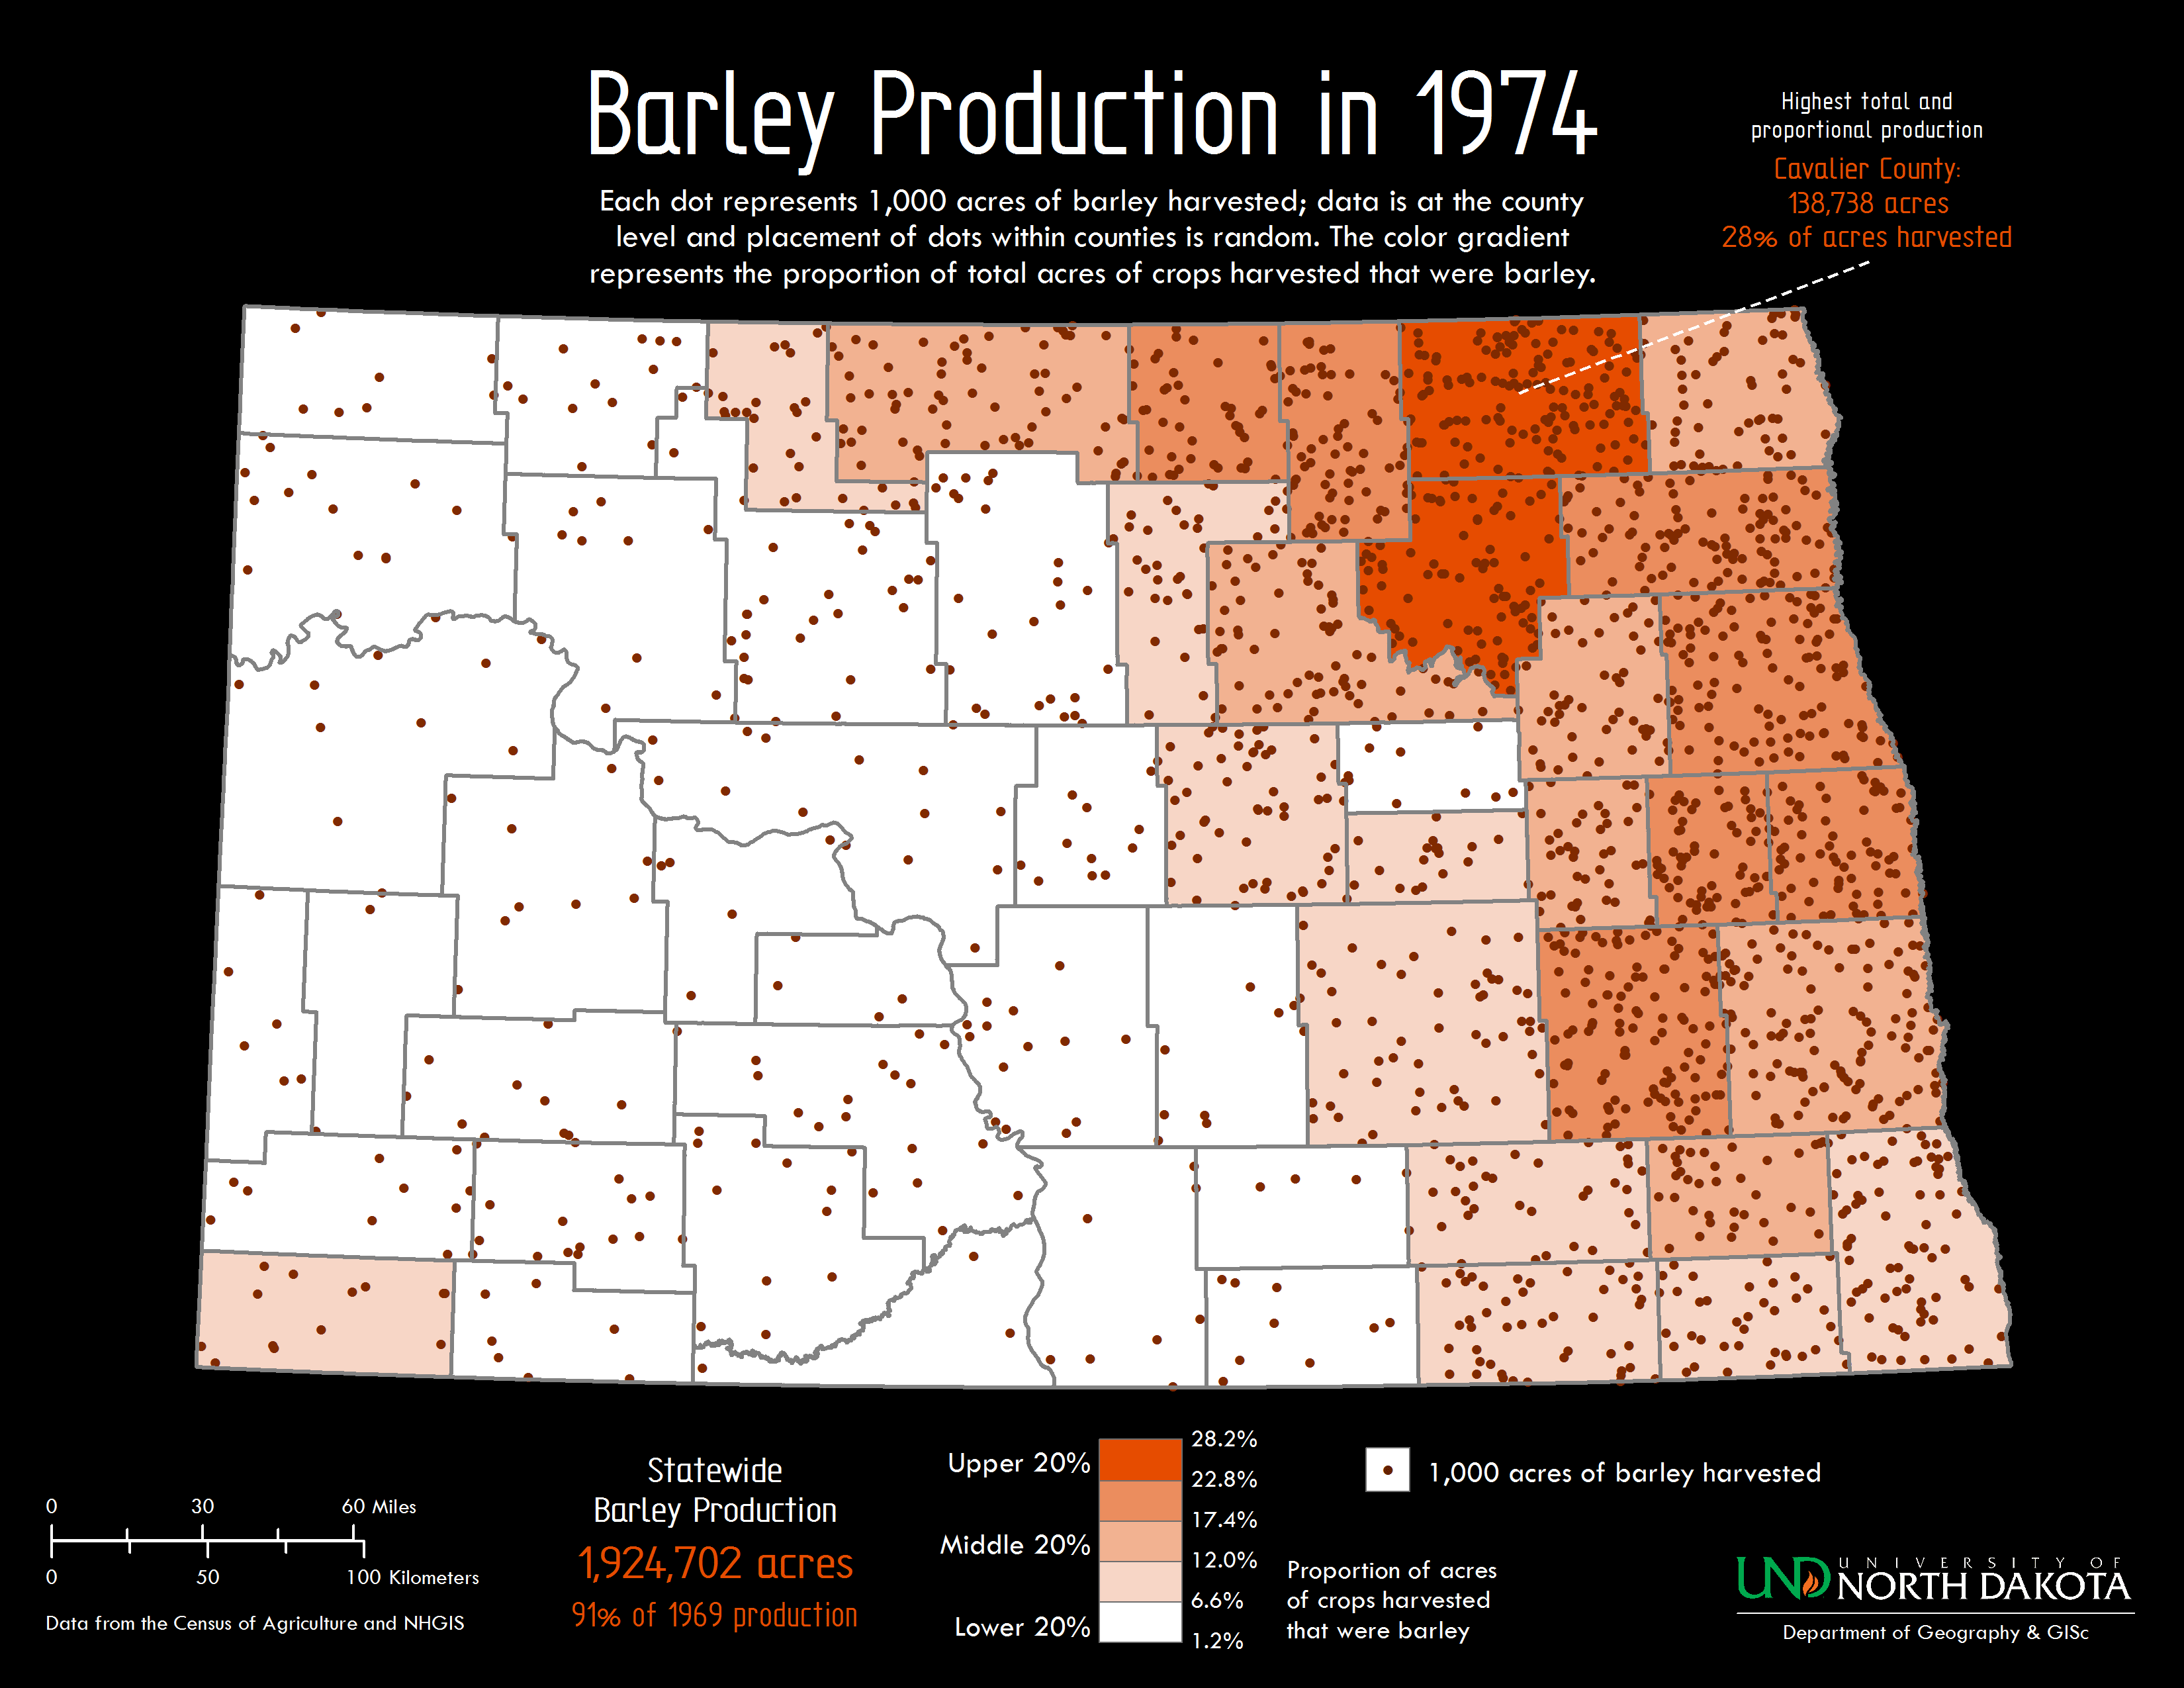 Barley Production in 1974
Each dot represents 1,000 acres of barley harvested; data is at the county
level and placement of dots within counties is random. The color gradient
represents the proportion of total acres of crops harvested that were barley.
Highest total and
proportional production
Cavalier County:
138,738 acres
28% of acres harvested
0 30 60 Miles
0 50 100 Kilometers
Data from the Census of Agriculture and NHGIS
Statewide
Barley Production
1,924,702 acres
91% of 1969 production
Upper 20%
Middle 20%
Lower 20%
28.2%
22.8%
17.4%
12.0%
6.6%
1.2%
Proportion of acres
of crops harvested
that were barley
1,000 acres of barley harvested
UND UNIVERSITY OF
NORTH DAKOTA
Department of Geography & GISc